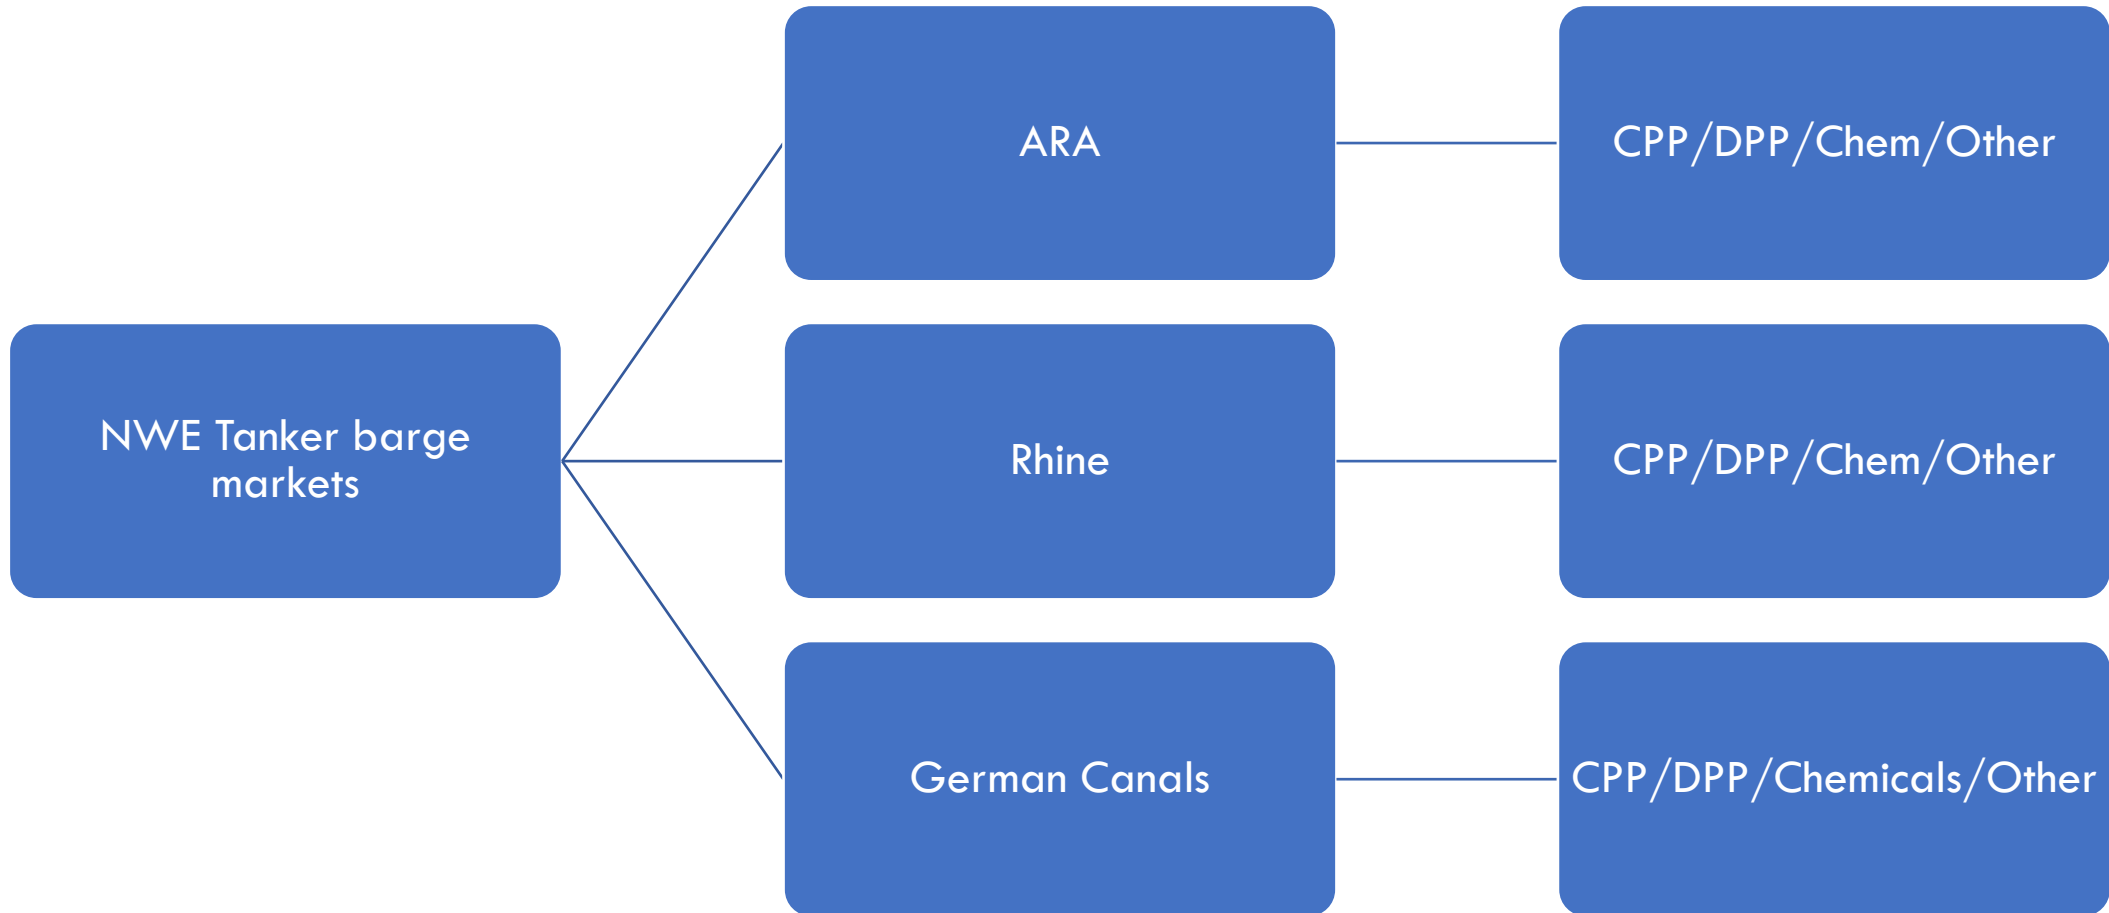 NWE Tanker barge
markets
ARA
CPP/DPP/Chem/Other
Rhine
CPP/DPP/Chem/Other
German Canals
CPP/DPP/Chemicals/Other